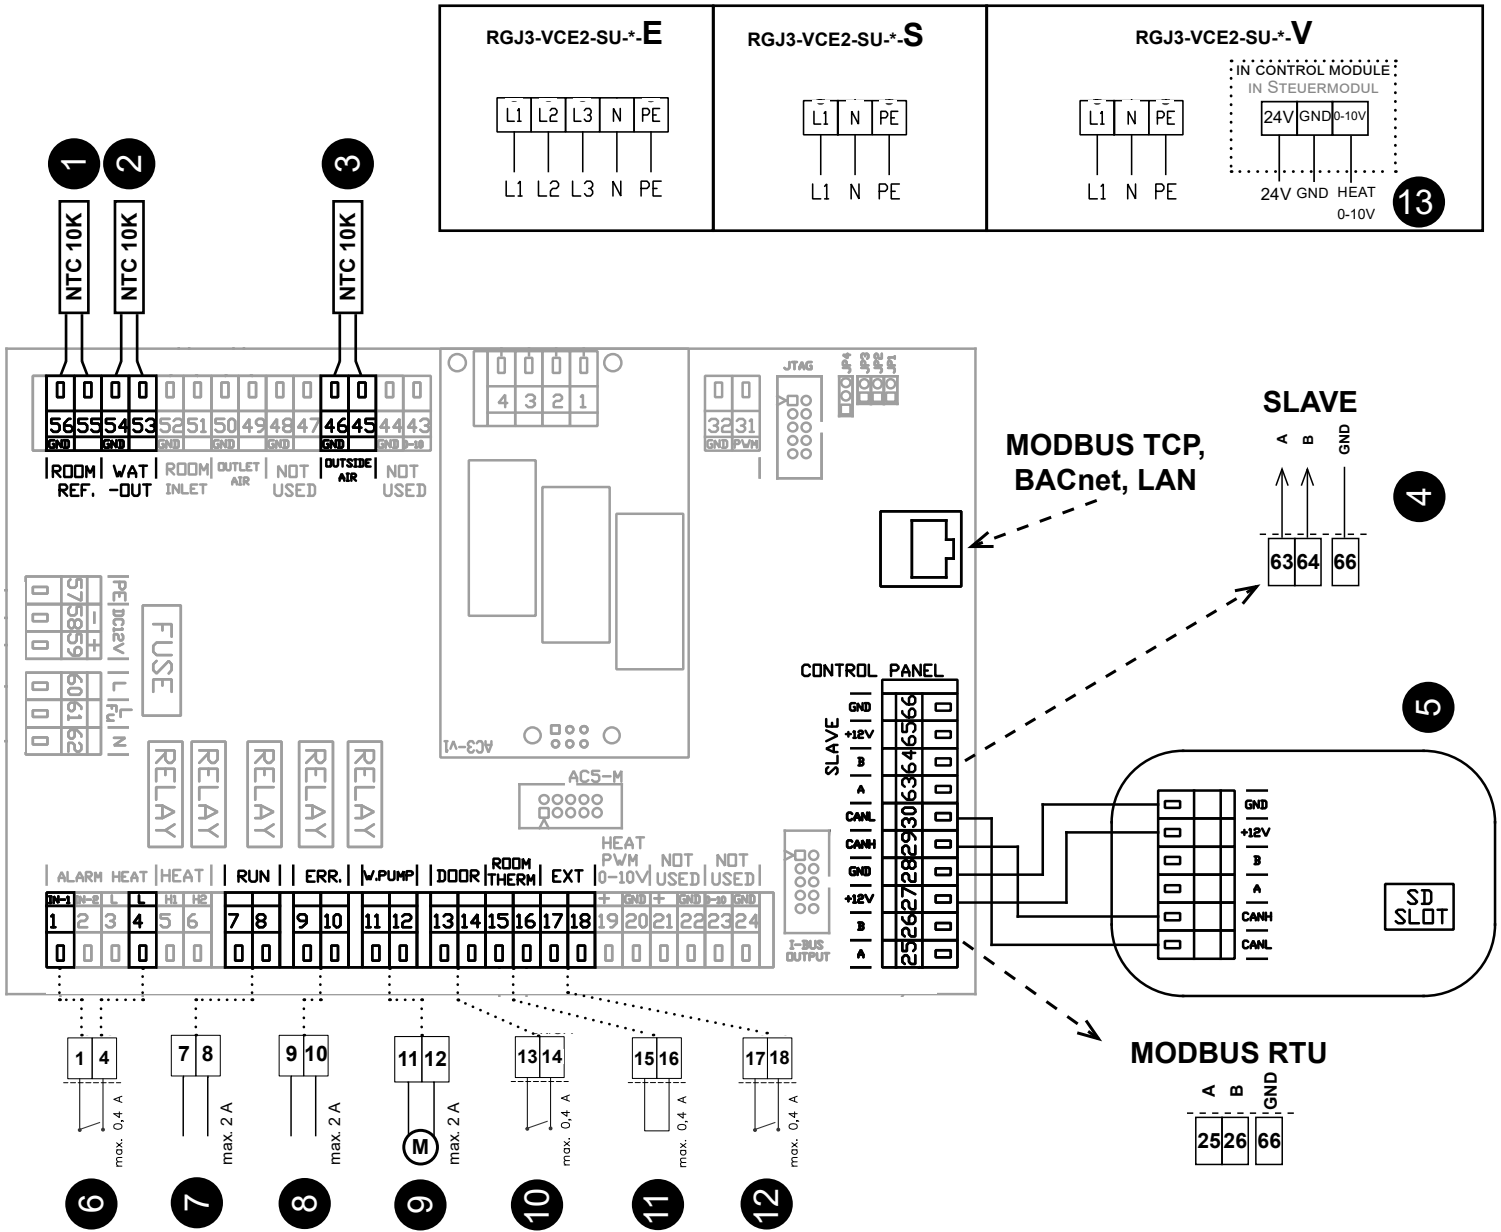 RGJ3-VCE2-SU-*-E
L1 L2 L3 N PE
L1 L2 L3 N PE
RGJ3-VCE2-SU-*-S
L1 N PE
L1 N PE
RGJ3-VCE2-SU-*-V
L1 N PE
L1 N PE
IN CONTROL MODULE
IN STEUERMODUL
24V GND 0-10V
24V GND HEAT
0-10V
13
1
2
3
NTC 10K
NTC 10K
NTC 10K
56 55 54 53 52 51 50 49 48 47 46 45 44 43
GND GND GND GND GND GND GND 0-10
ROOM REF.
WAT -OUT
ROOM INLET
OUTLET AIR
NOT USED
OUTSIDE AIR
NOT USED
4 3 2 1
32 31
GND PWM
JTAG
JP4
JP3
JP2
JP1
MODBUS TCP,
BACnet, LAN
SLAVE
A B GND
63 64 66
4
57 58 59
PE - +
DC12V
60 61 62
L L Fu N
FUSE
RELAY
RELAY
RELAY
RELAY
RELAY
AC3-v1
AC5-M
CONTROL PANEL
SLAVE
GND 66
+12V 65
B 64
A 63
CANL 30
CANH 29
GND 28
+12V 27
B 26
A 25
I-BUS
OUTPUT
5
GND
+12V
B
A
CANH
CANL
SD
SLOT
ALARM HEAT
HEAT
RUN
ERR.
W.PUMP
DOOR
ROOM THERM
EXT
HEAT PWM 0-10V
NOT USED
NOT USED
IN-1 IN-2 L L H1 H2 + GND + GND 0-10 GND
1 2 3 4 5 6 7 8 9 10 11 12 13 14 15 16 17 18 19 20 21 22 23 24
1 4
max. 0,4 A
6
7 8
max. 2 A
7
9 10
max. 2 A
8
11 12
M
max. 2 A
9
13 14
max. 0,4 A
10
15 16
max. 0,4 A
11
17 18
max. 0,4 A
12
MODBUS RTU
A B GND
25 26 66